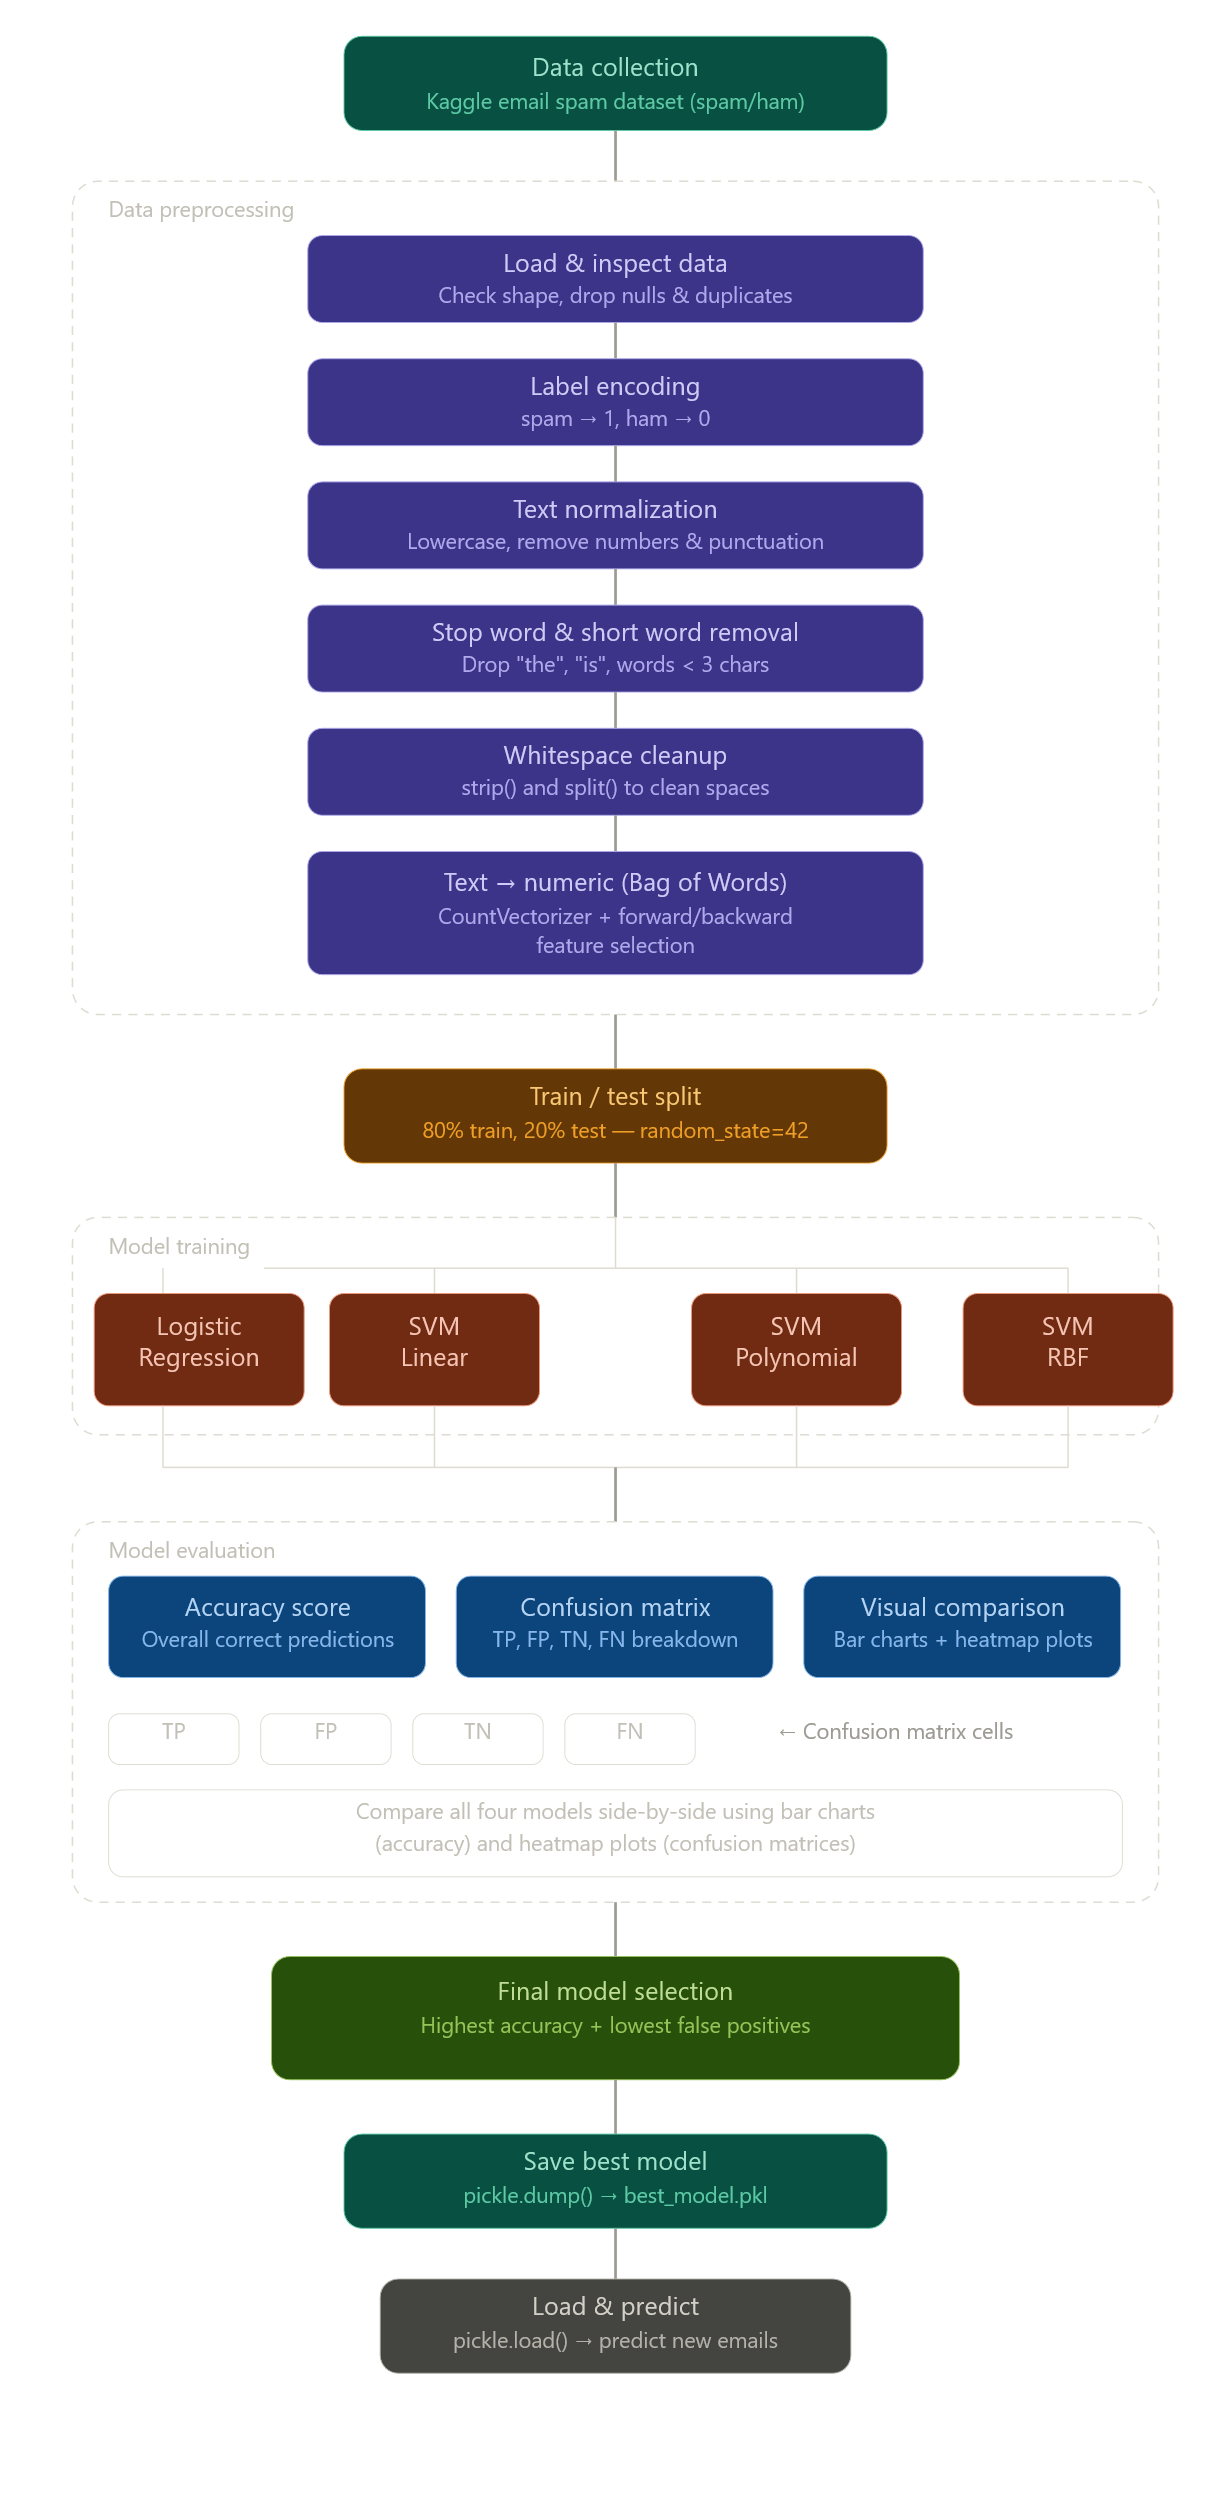 Data collection
Kaggle email spam dataset (spam/ham)
Data preprocessing
Load & inspect data
Check shape, drop nulls & duplicates
Label encoding
spam → 1, ham → 0
Text normalization
Lowercase, remove numbers & punctuation
Stop word & short word removal
Drop "the", "is", words < 3 chars
Whitespace cleanup
strip() and split() to clean spaces
Text → numeric (Bag of Words)
CountVectorizer + forward/backward
feature selection
Train / test split
80% train, 20% test — random_state=42
Model training
Logistic
Regression
SVM
Linear
SVM
Polynomial
SVM
RBF
Model evaluation
Accuracy score
Overall correct predictions
Confusion matrix
TP, FP, TN, FN breakdown
Visual comparison
Bar charts + heatmap plots
TP
FP
TN
FN
← Confusion matrix cells
Compare all four models side-by-side using bar charts
(accuracy) and heatmap plots (confusion matrices)
Final model selection
Highest accuracy + lowest false positives
Save best model
pickle.dump() → best_model.pkl
Load & predict
pickle.load() → predict new emails